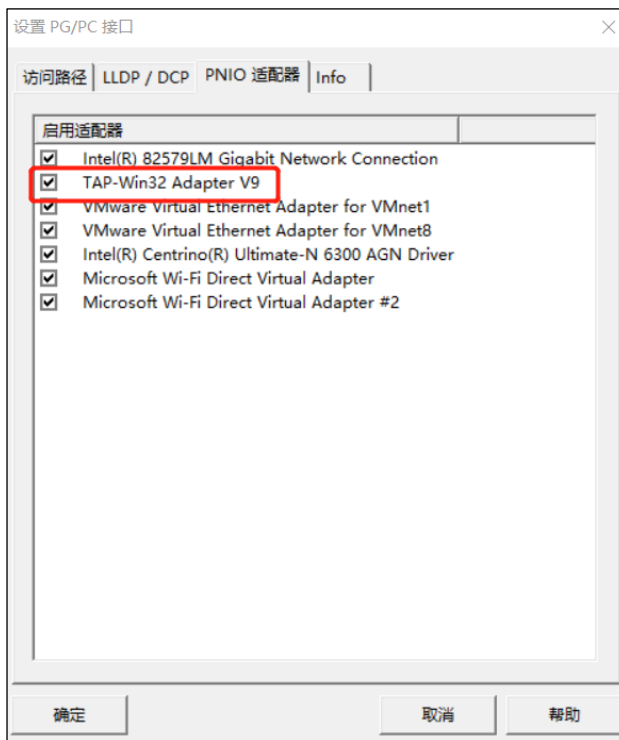 设置 PG/PC 接口
访问路径 LLDP / DCP PNIO 适配器 Info
启用适配器
Intel(R) 82579LM Gigabit Network Connection
TAP-Win32 Adapter V9
VMware Virtual Ethernet Adapter for VMnet1
VMware Virtual Ethernet Adapter for VMnet8
Intel(R) Centrino(R) Ultimate-N 6300 AGN Driver
Microsoft Wi-Fi Direct Virtual Adapter
Microsoft Wi-Fi Direct Virtual Adapter #2
确定 取消 帮助